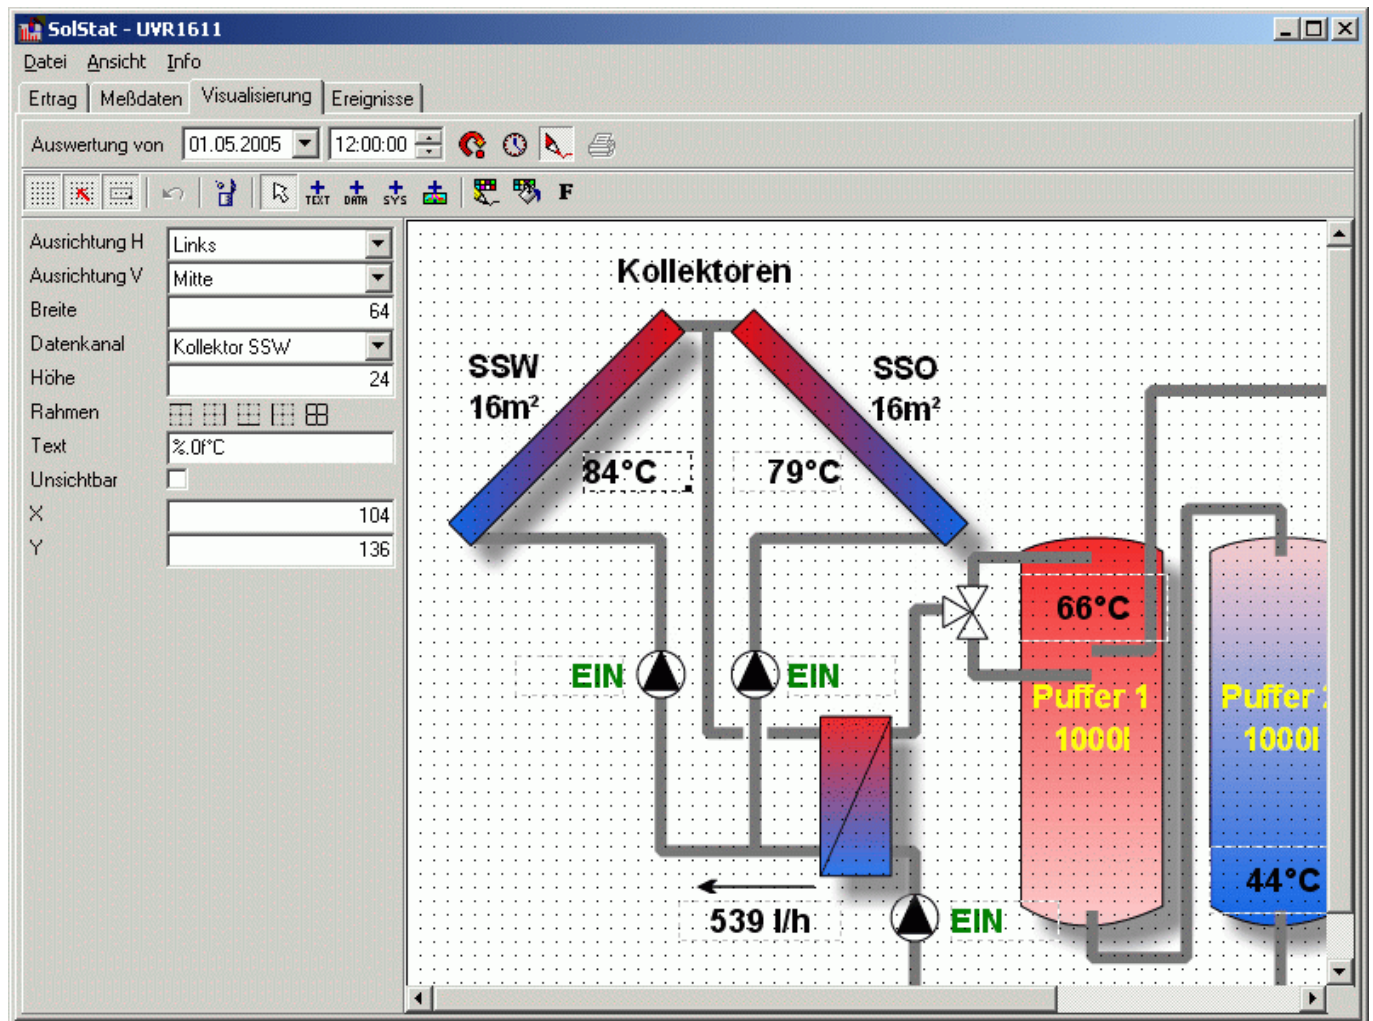 SolStat - UVR1611
Datei Ansicht Info
Ertrag Meßdaten Visualisierung Ereignisse
Auswertung von 01.05.2005 12:00:00
TEXT DATA SYS F
Ausrichtung H Links
Ausrichtung V Mitte
Breite 64
Datenkanal Kollektor SSW
Höhe 24
Rahmen
Text %.0f°C
Unsichtbar
X 104
Y 136
Kollektoren
SSW
16m²
SSO
16m²
84°C
79°C
66°C
EIN
EIN
Puffer 1
1000l
Puffer
1000l
44°C
539 l/h
EIN